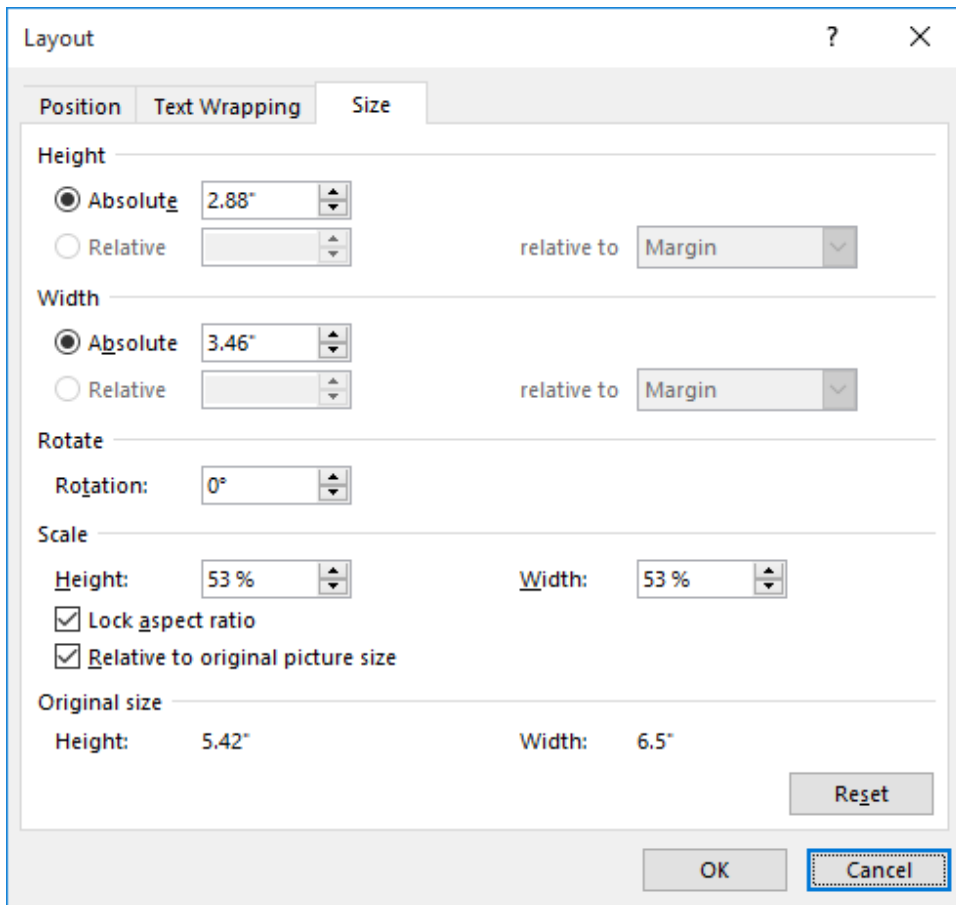 Layout ?
Position Text Wrapping Size
Height
Absolute 2.88"
Relative relative to Margin
Width
Absolute 3.46"
Relative relative to Margin
Rotate
Rotation: 0°
Scale
Height: 53 % Width: 53 %
Lock aspect ratio
Relative to original picture size
Original size
Height: 5.42" Width: 6.5"
Reset
OK Cancel